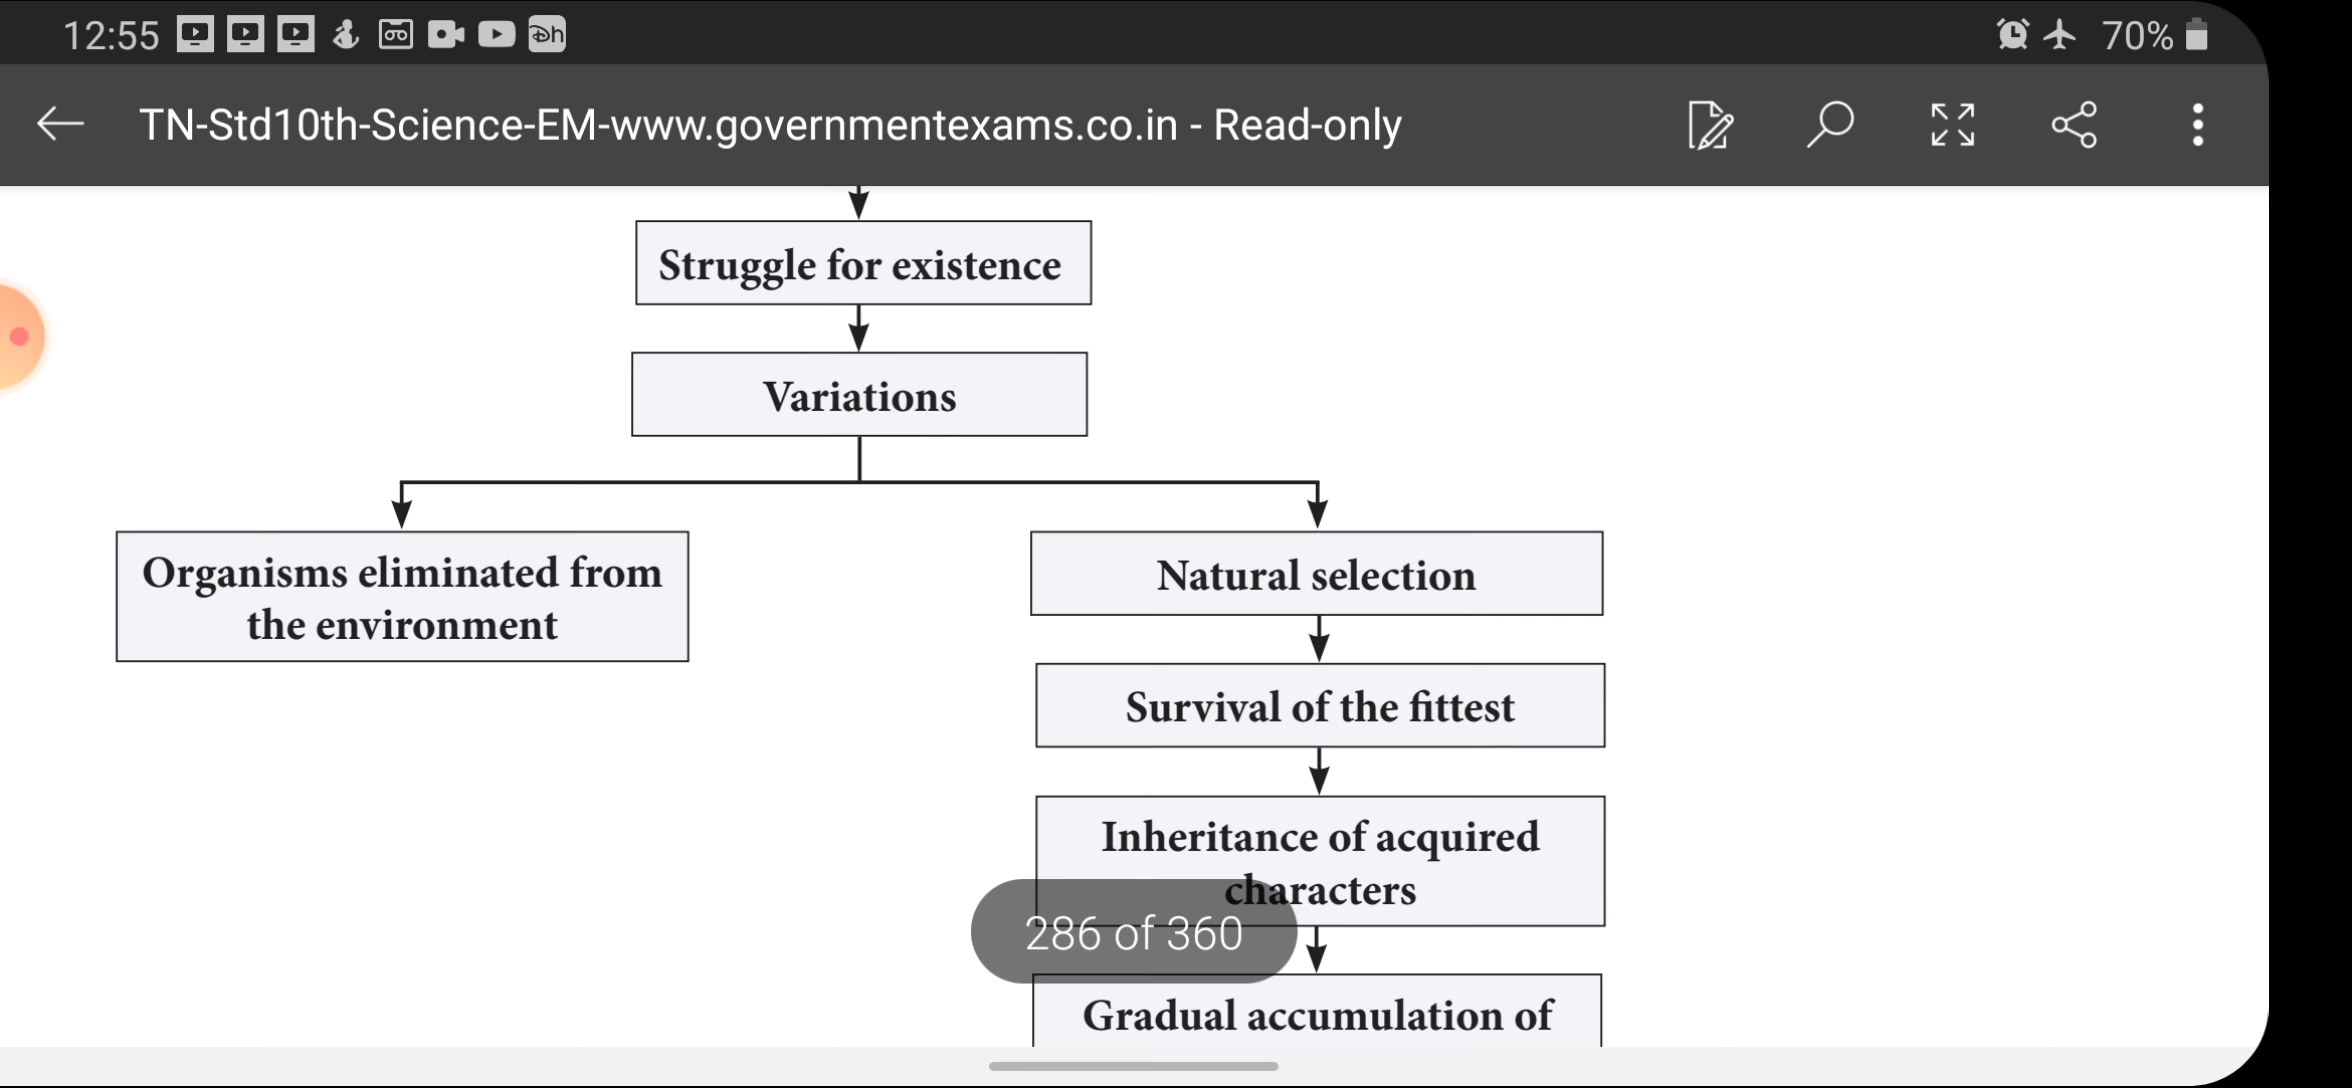 12:55
Dh
70%
TN-Std10th-Science-EM-www.governmentexams.co.in - Read-only
Struggle for existence
Variations
Organisms eliminated from
the environment
Natural selection
Survival of the fittest
Inheritance of acquired
characters
286 of 360
Gradual accumulation of